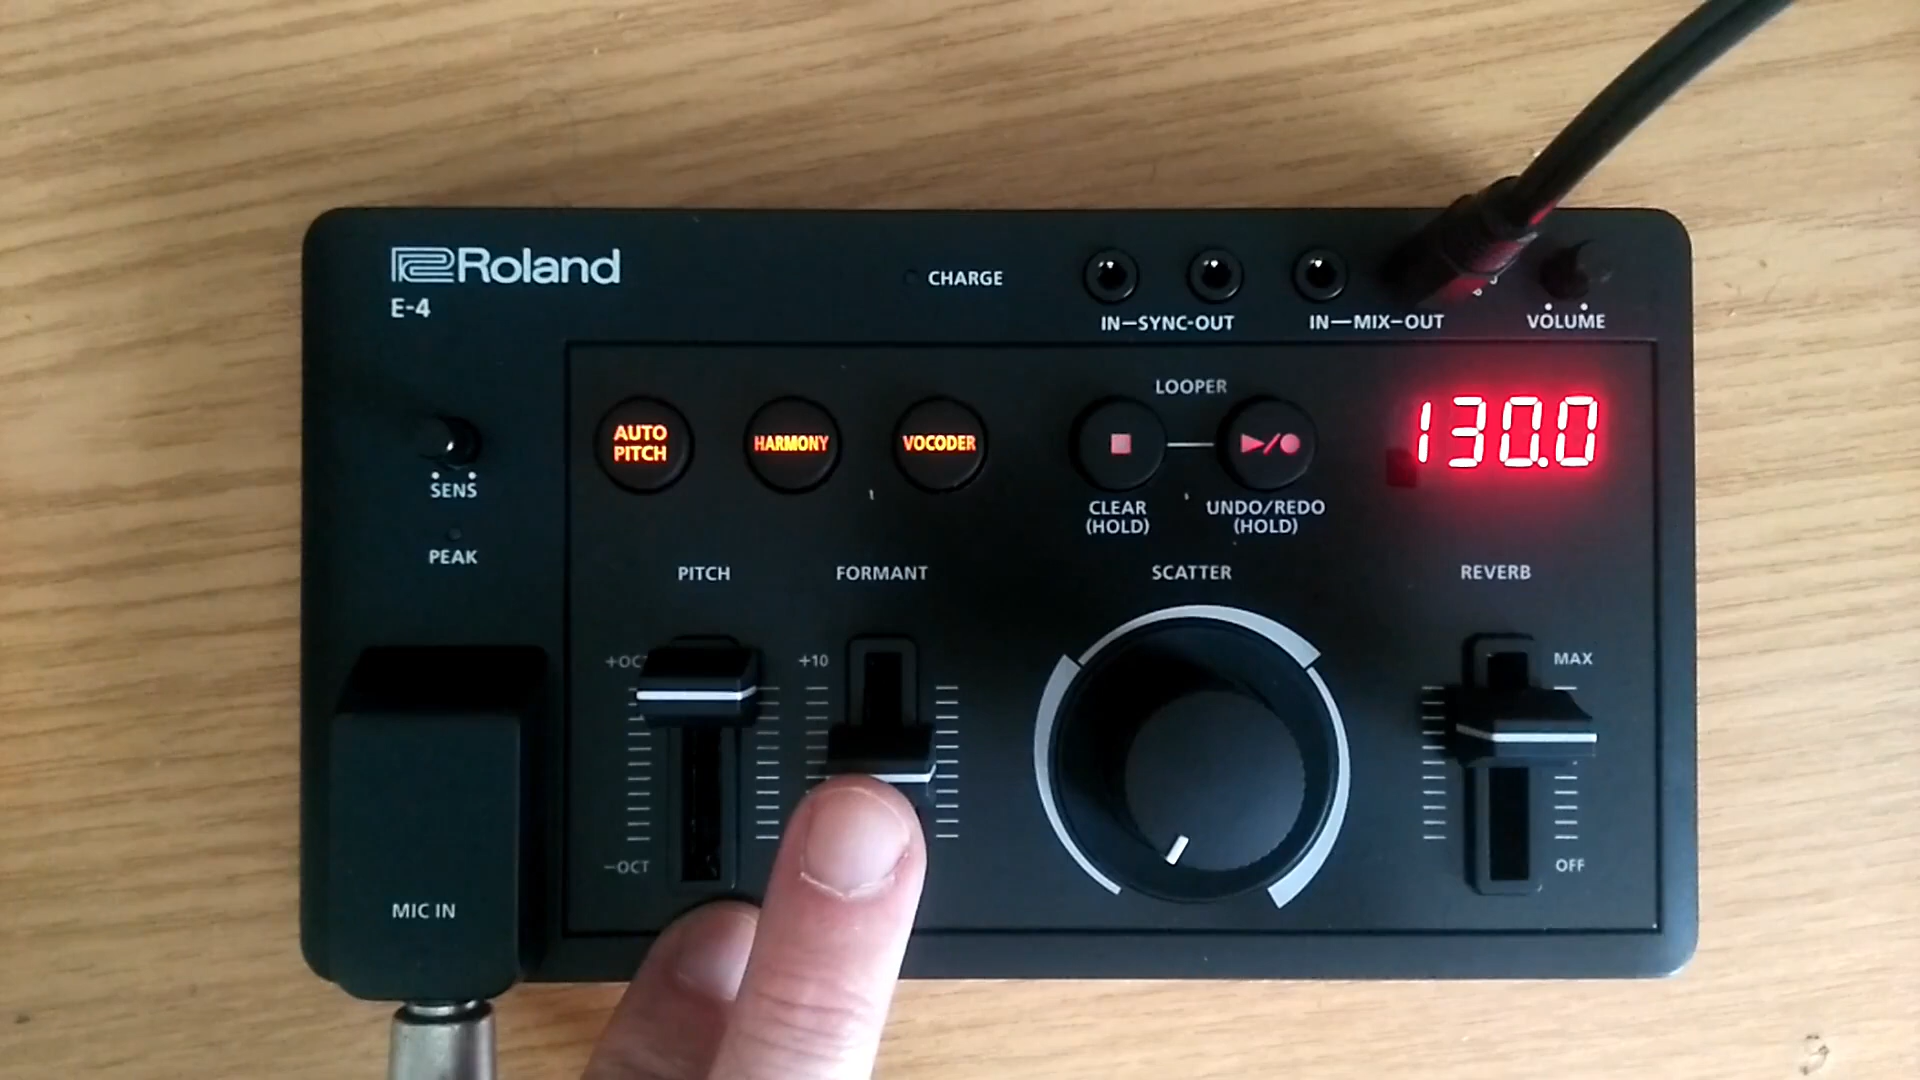 Roland
E-4
CHARGE
IN-SYNC-OUT
IN-MIX-OUT
VOLUME
LOOPER
AUTO
PITCH
HARMONY
VOCODER
130.0
SENS
PEAK
CLEAR
(HOLD)
UNDO/REDO
(HOLD)
PITCH
FORMANT
SCATTER
REVERB
+10
MAX
-OCT
OFF
MIC IN